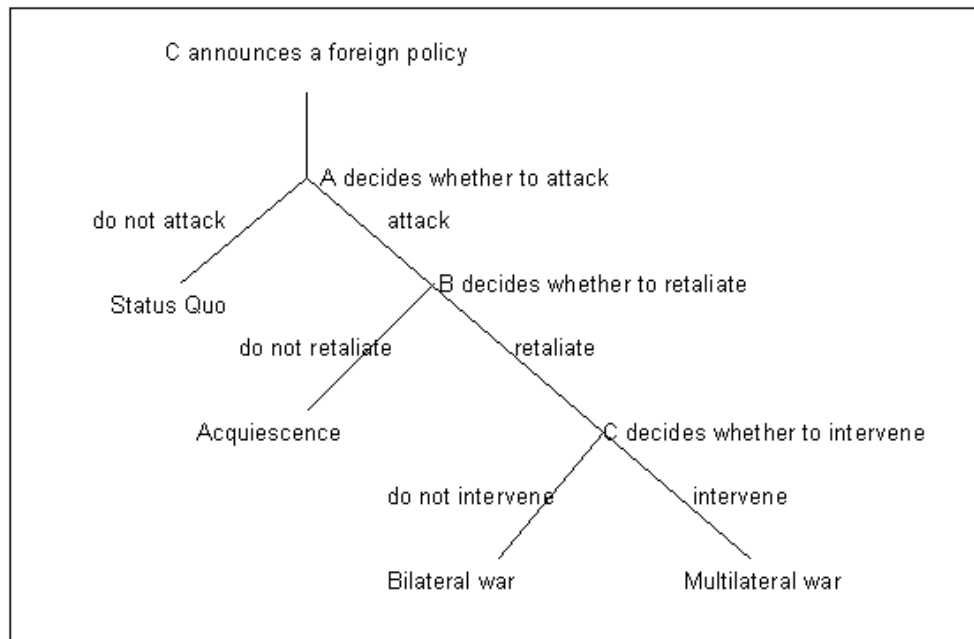 C announces a foreign policy
A decides whether to attack
do not attack
attack
B decides whether to retaliate
Status Quo
do not retaliate
retaliate
Acquiescence
C decides whether to intervene
do not intervene
intervene
Bilateral war
Multilateral war